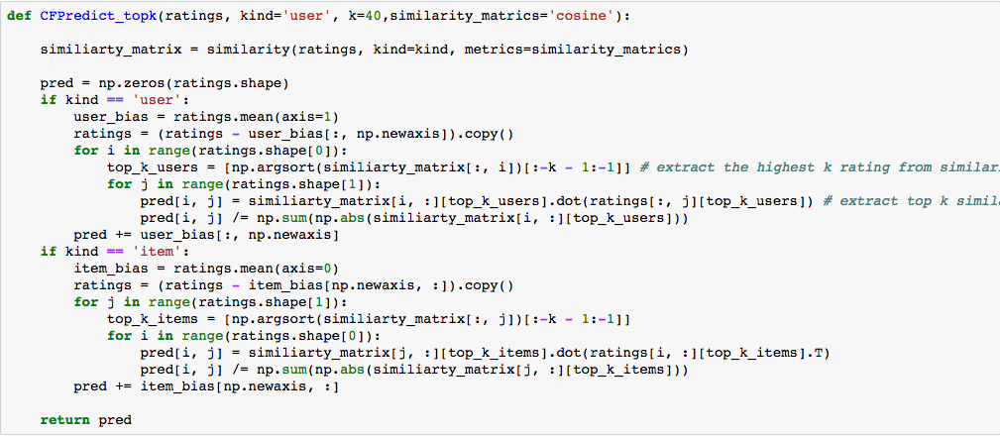 def CFPredict_topk(ratings, kind='user', k=40,similarity_matrics='cosine'):
similiarty_matrix = similarity(ratings, kind=kind, metrics=similarity_matrics)
pred = np.zeros(ratings.shape)
if kind == 'user':
user_bias = ratings.mean(axis=1)
ratings = (ratings - user_bias[:, np.newaxis]).copy()
for i in range(ratings.shape[0]):
top_k_users = [np.argsort(similiarty_matrix[:, i])[:-k - 1:-1]] # extract the highest k rating from similar
for j in range(ratings.shape[1]):
pred[i, j] = similiarty_matrix[i, :][top_k_users].dot(ratings[:, j][top_k_users]) # extract top k simila
pred[i, j] /= np.sum(np.abs(similiarty_matrix[i, :][top_k_users]))
pred += user_bias[:, np.newaxis]
if kind == 'item':
item_bias = ratings.mean(axis=0)
ratings = (ratings - item_bias[np.newaxis, :]).copy()
for j in range(ratings.shape[1]):
top_k_items = [np.argsort(similiarty_matrix[:, j])[:-k - 1:-1]]
for i in range(ratings.shape[0]):
pred[i, j] = similiarty_matrix[j, :][top_k_items].dot(ratings[i, :][top_k_items].T)
pred[i, j] /= np.sum(np.abs(similiarty_matrix[j, :][top_k_items]))
pred += item_bias[np.newaxis, :]
return pred